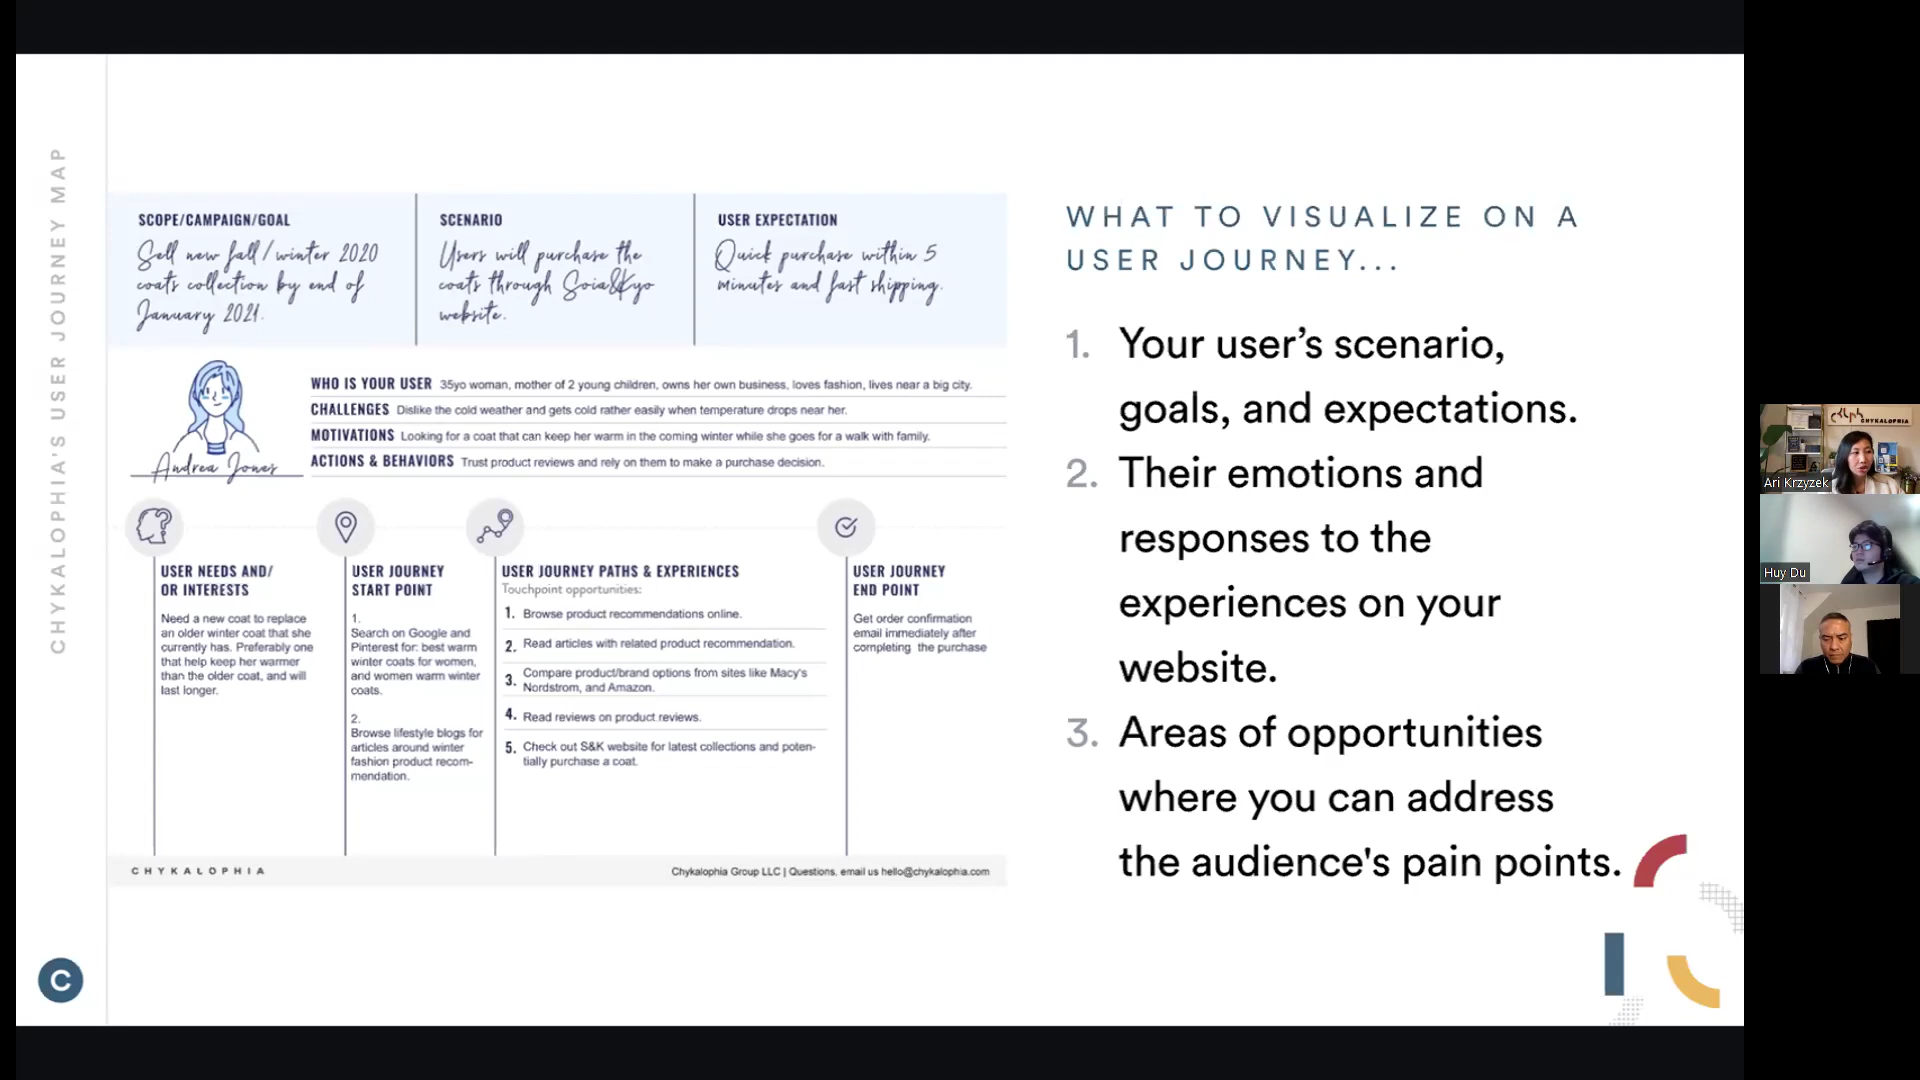 CHYKALOPHIA'S USER JOURNEY MAP
SCOPE/CAMPAIGN/GOAL
Sell new fall/winter 2020
coats collection by end of
January 2021.
SCENARIO
Users will purchase the
coats through Soia&Kyo
website.
USER EXPECTATION
Quick purchase within 5
minutes and fast shipping.
Andrea Jones
WHO IS YOUR USER 35yo woman, mother of 2 young children, owns her own business, loves fashion, lives near a big city.
CHALLENGES Dislike the cold weather and gets cold rather easily when temperature drops near her.
MOTIVATIONS Looking for a coat that can keep her warm in the coming winter while she goes for a walk with family.
ACTIONS & BEHAVIORS Trust product reviews and rely on them to make a purchase decision.
USER NEEDS AND/
OR INTERESTS
Need a new coat to replace
an older winter coat that she
currently has. Preferably one
that help keep her warmer
than the older coat, and will
last longer.
USER JOURNEY
START POINT
1.
Search on Google and
Pinterest for: best warm
winter coats for women,
and women warm winter
coats.
2.
Browse lifestyle blogs for
articles around winter
fashion product recom-
mendation.
USER JOURNEY PATHS & EXPERIENCES
Touchpoint opportunities:
1. Browse product recommendations online.
2. Read articles with related product recommendation.
3. Compare product/brand options from sites like Macy's
Nordstrom, and Amazon.
4. Read reviews on product reviews.
5. Check out S&K website for latest collections and poten-
tially purchase a coat.
USER JOURNEY
END POINT
Get order confirmation
email immediately after
completing the purchase
CHYKALOPHIA
Chykalophia Group LLC | Questions, email us hello@chykalophia.com
C
WHAT TO VISUALIZE ON A
USER JOURNEY...
1. Your user's scenario,
goals, and expectations.
2. Their emotions and
responses to the
experiences on your
website.
3. Areas of opportunities
where you can address
the audience's pain points.
CHYKALOPHIA
Ari Krzyzek
Huy Du